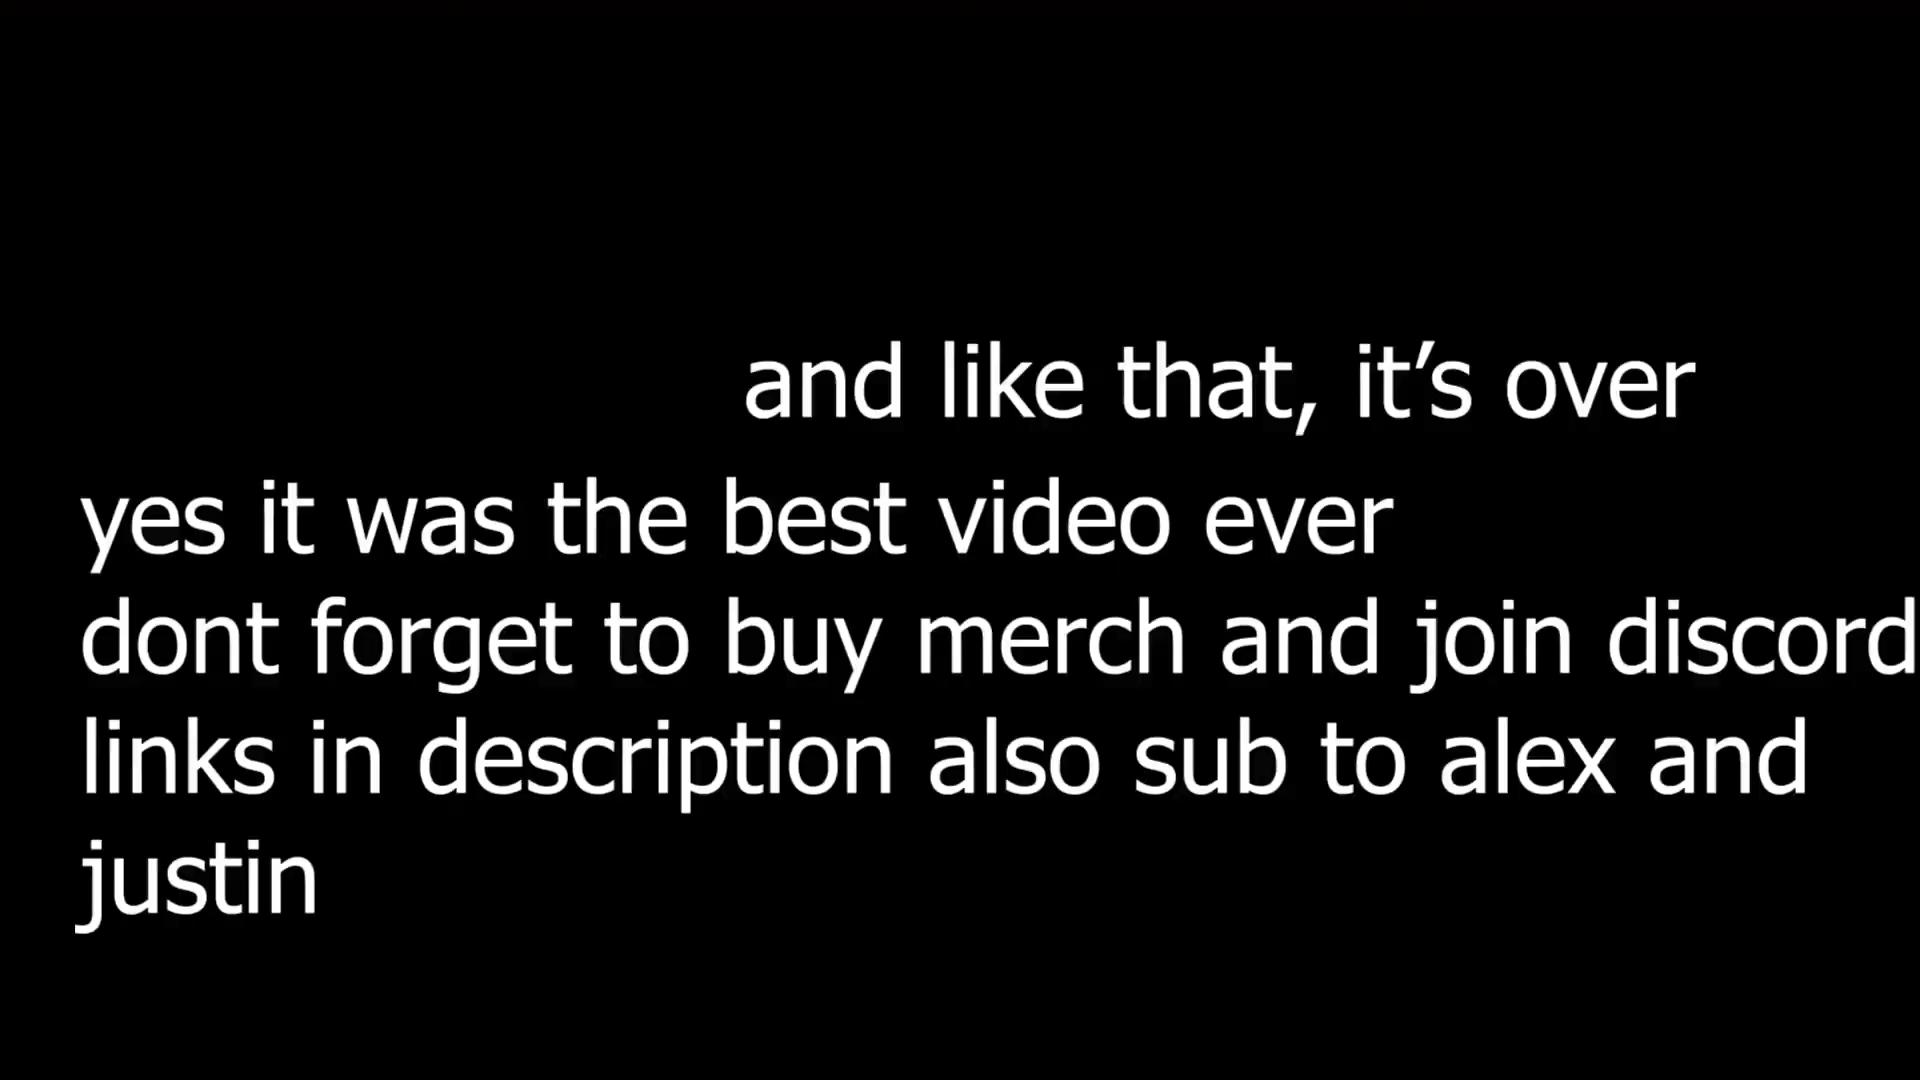 and like that, it’s over
yes it was the best video ever
dont forget to buy merch and join discord
links in description also sub to alex and
justin